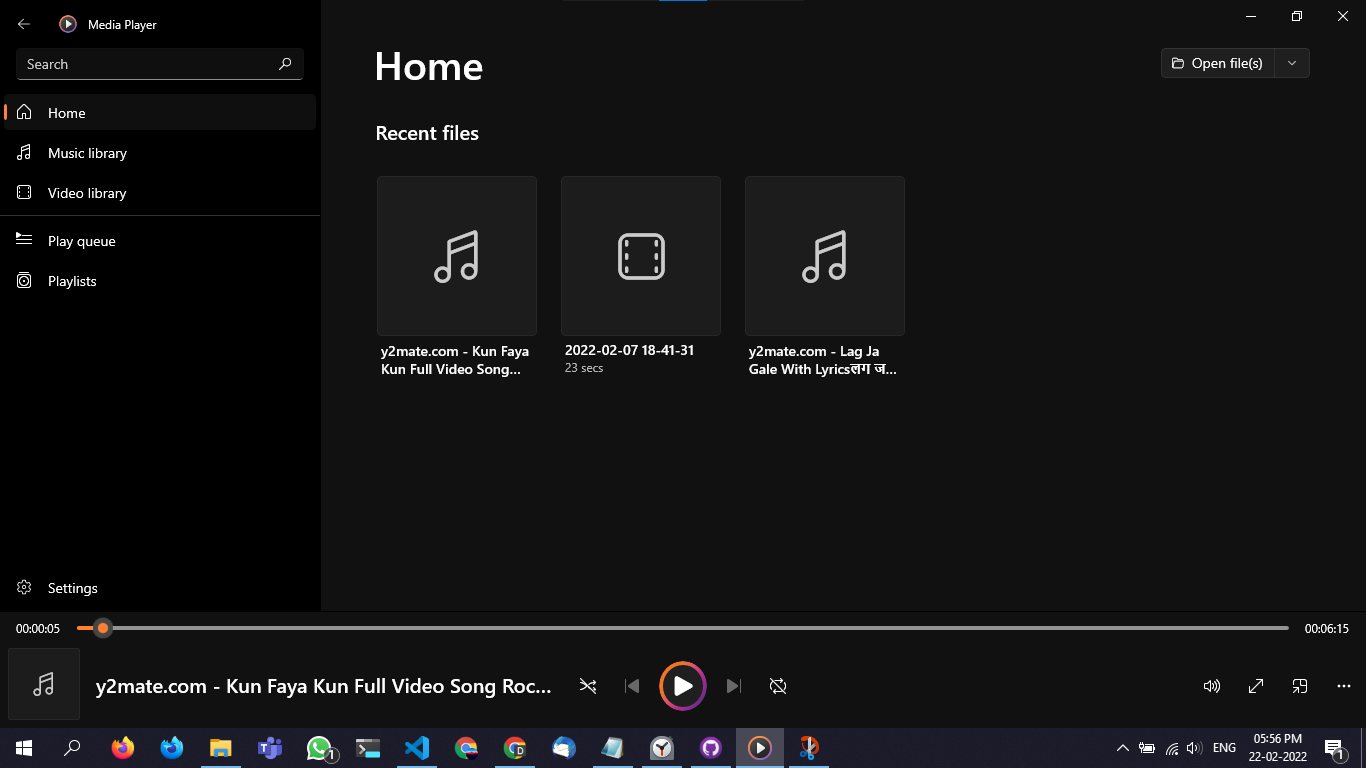 Media Player
Search
Home
Music library
Video library
Play queue
Playlists
Settings
Home
Open file(s)
Recent files
y2mate.com - Kun Faya
Kun Full Video Song...
2022-02-07 18-41-31
23 secs
y2mate.com - Lag Ja
Gale With Lyricsलग ज...
00:00:05
00:06:15
y2mate.com - Kun Faya Kun Full Video Song Roc...
1
D
ENG
05:56 PM
22-02-2022
1